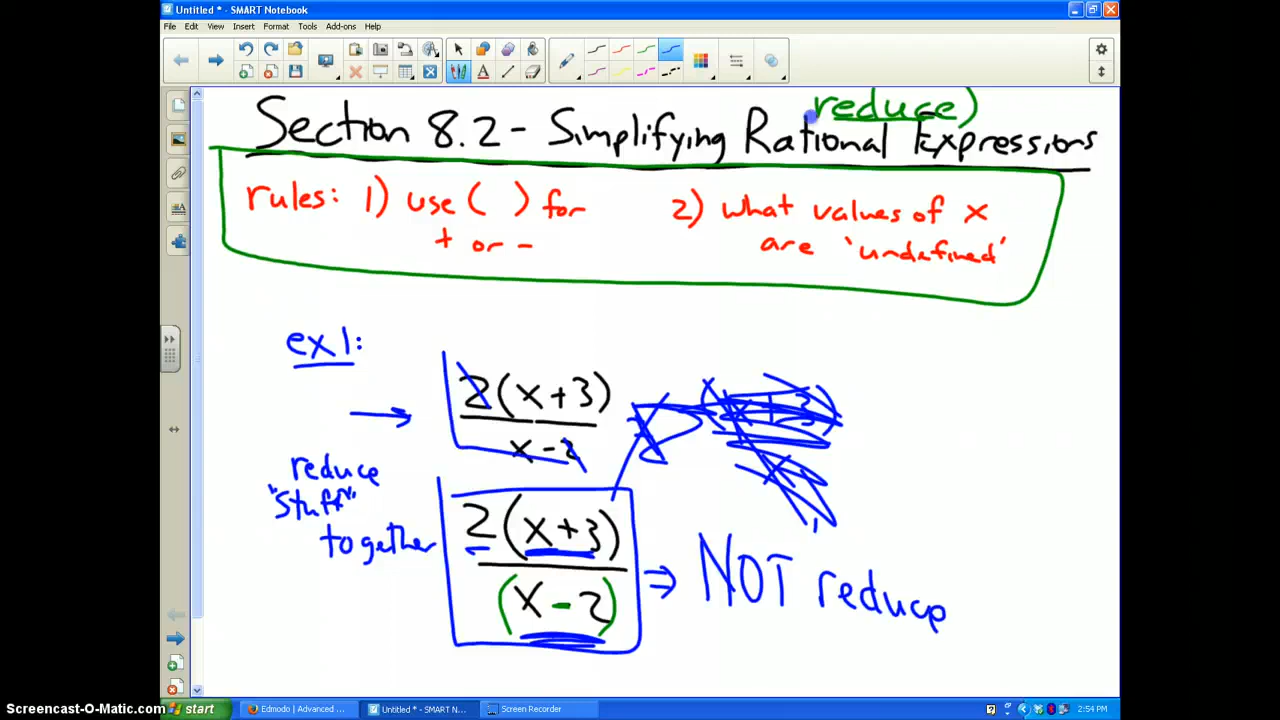 Untitled * - SMART Notebook
File Edit View Insert Format Tools Add-ons Help
reduce)
Section 8.2 - Simplifying Rational Expressions
rules: 1) use ( ) for
+ or -
2) what values of x
are 'undefined'
ex 1:
2(x+3)
x-2
reduce
"stuff"
together
2(x+3)
(x-2)
⇒ NOT reduce
Screencast-O-Matic.com
start
Edmodo | Advanced ...
Untitled * - SMART N...
Screen Recorder
2:54 PM